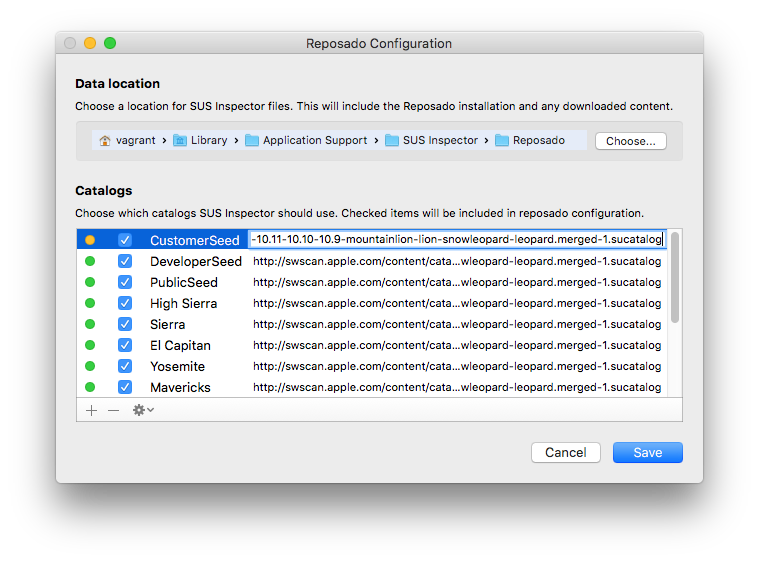 Reposado Configuration
Data location
Choose a location for SUS Inspector files. This will include the Reposado installation and any downloaded content.
vagrant › Library › Application Support › SUS Inspector › Reposado Choose...
Catalogs
Choose which catalogs SUS Inspector should use. Checked items will be included in reposado configuration.
CustomerSeed -10.11-10.10-10.9-mountainlion-lion-snowleopard-leopard.merged-1.sucatalog
DeveloperSeed http://swscan.apple.com/content/cata...wleopard-leopard.merged-1.sucatalog
PublicSeed http://swscan.apple.com/content/cata...wleopard-leopard.merged-1.sucatalog
High Sierra http://swscan.apple.com/content/cata...wleopard-leopard.merged-1.sucatalog
Sierra http://swscan.apple.com/content/cata...wleopard-leopard.merged-1.sucatalog
El Capitan http://swscan.apple.com/content/cata...wleopard-leopard.merged-1.sucatalog
Yosemite http://swscan.apple.com/content/cata...wleopard-leopard.merged-1.sucatalog
Mavericks http://swscan.apple.com/content/cata...wleopard-leopard.merged-1.sucatalog
Cancel Save